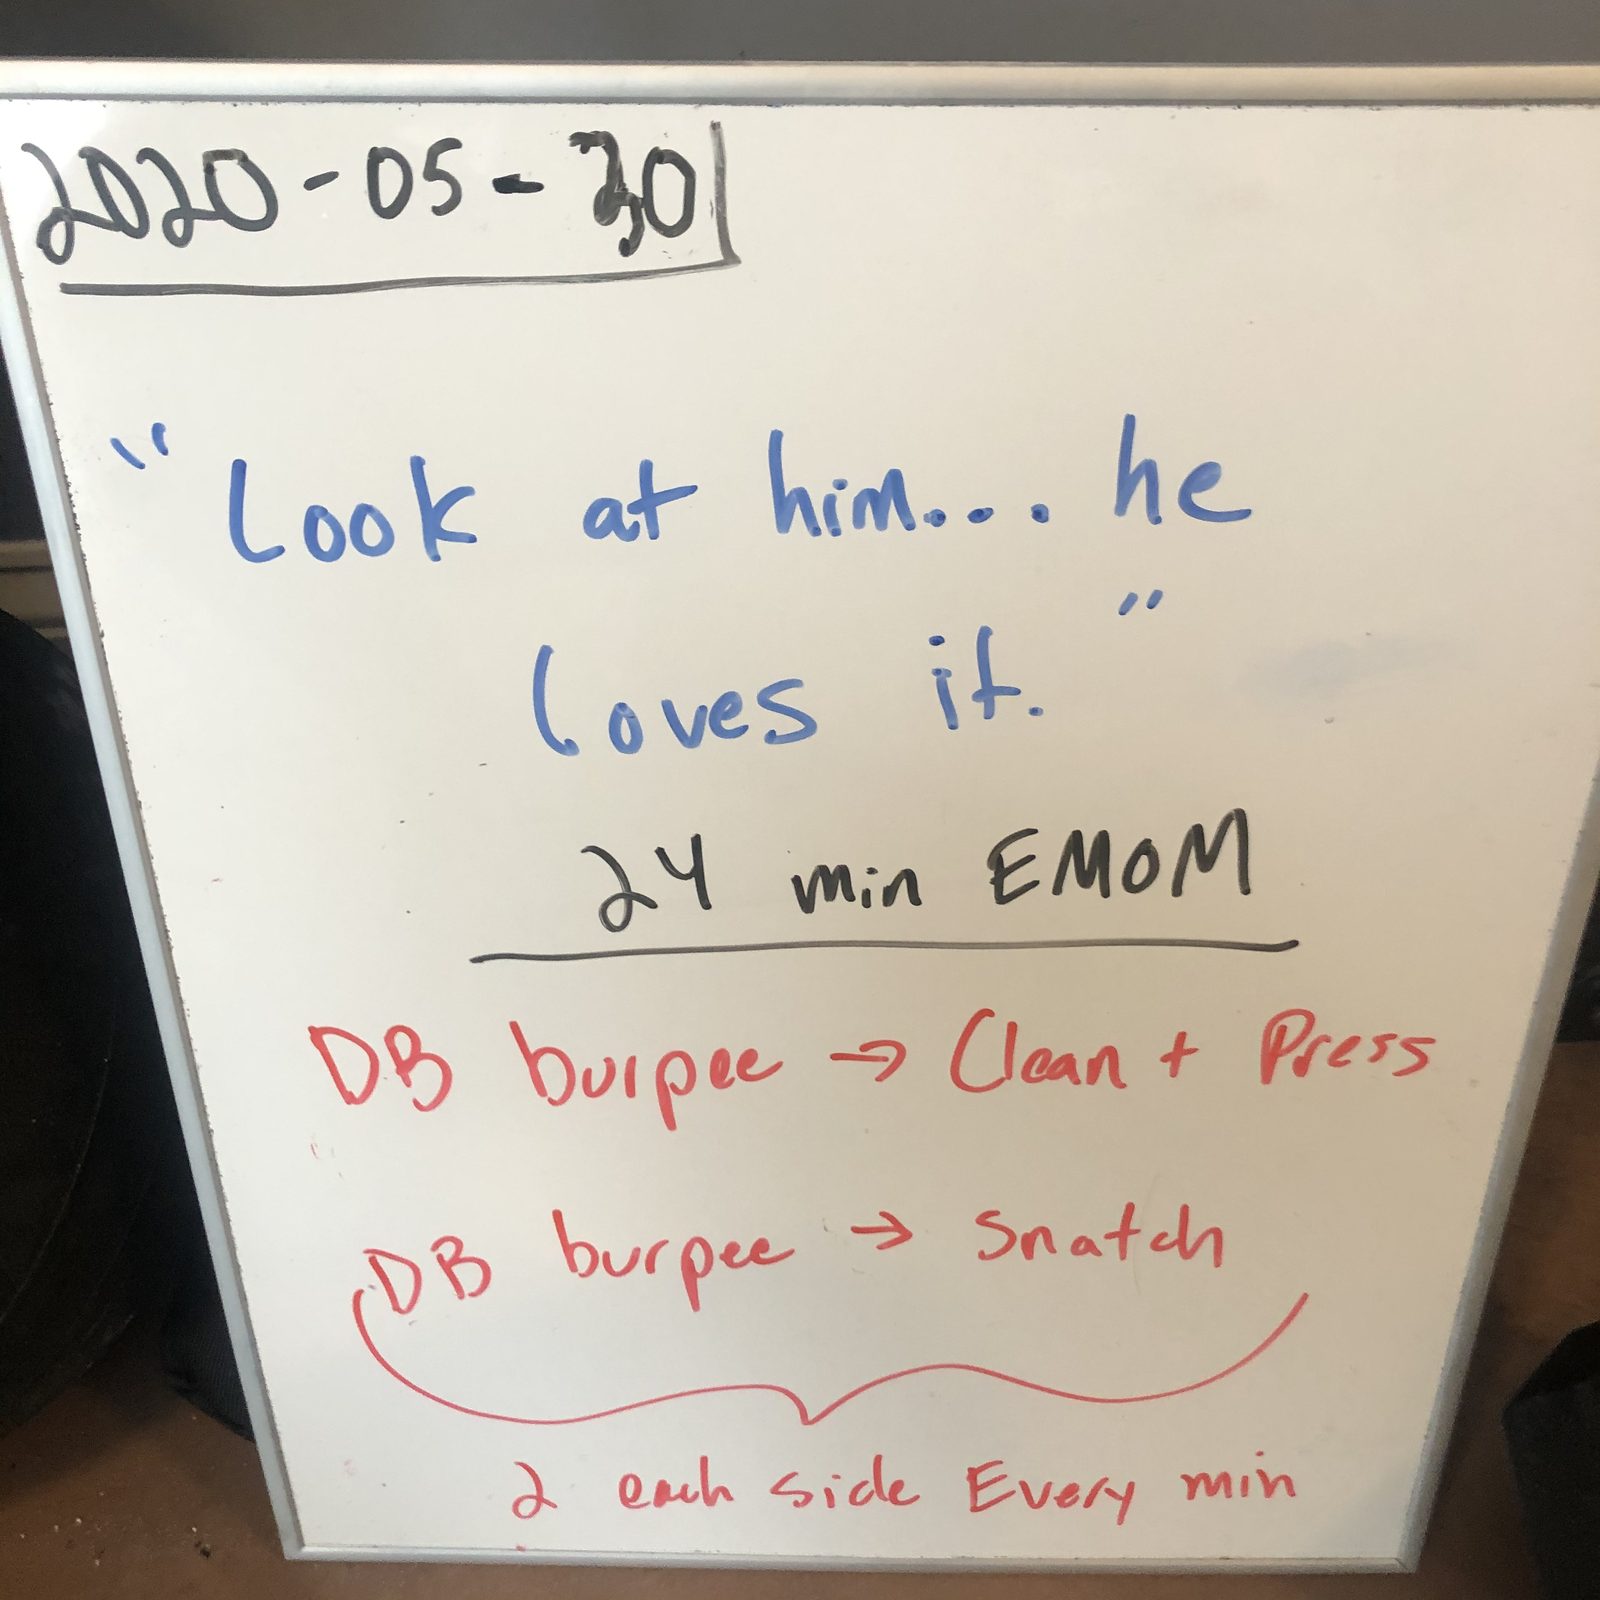 2020-05-30
"Look at him... he
loves it."
24 min EMOM
DB burpee → Clean + Press
DB burpee → Snatch
2 each side Every min